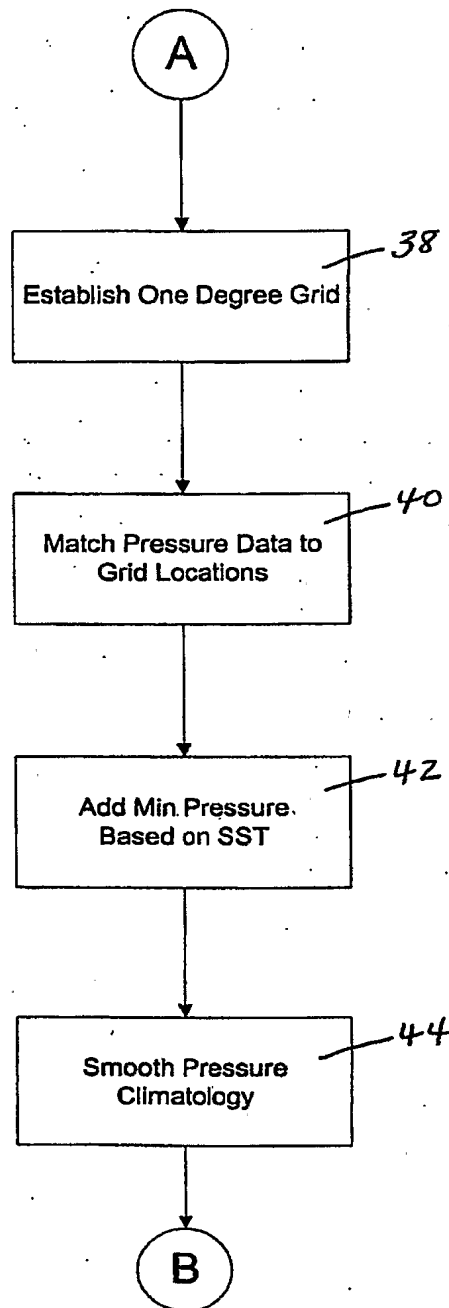 A
Establish One Degree Grid
38
Match Pressure Data to
Grid Locations
40
Add Min Pressure
Based on SST
42
Smooth Pressure
Climatology
44
B